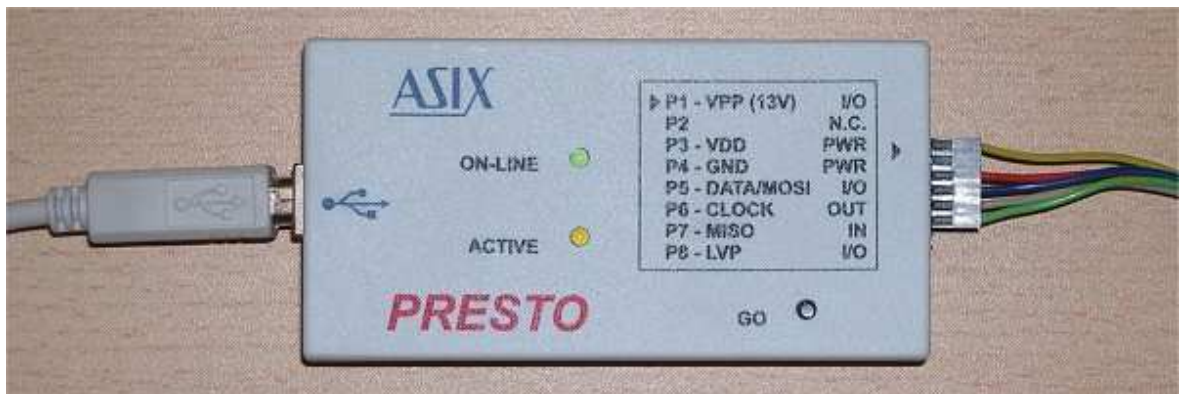 ASIX
ON-LINE
ACTIVE
PRESTO
P1 - VPP (13V) I/O
P2 N.C.
P3 - VDD PWR
P4 - GND PWR
P5 - DATA/MOSI I/O
P6 - CLOCK OUT
P7 - MISO IN
P8 - LVP I/O
GO